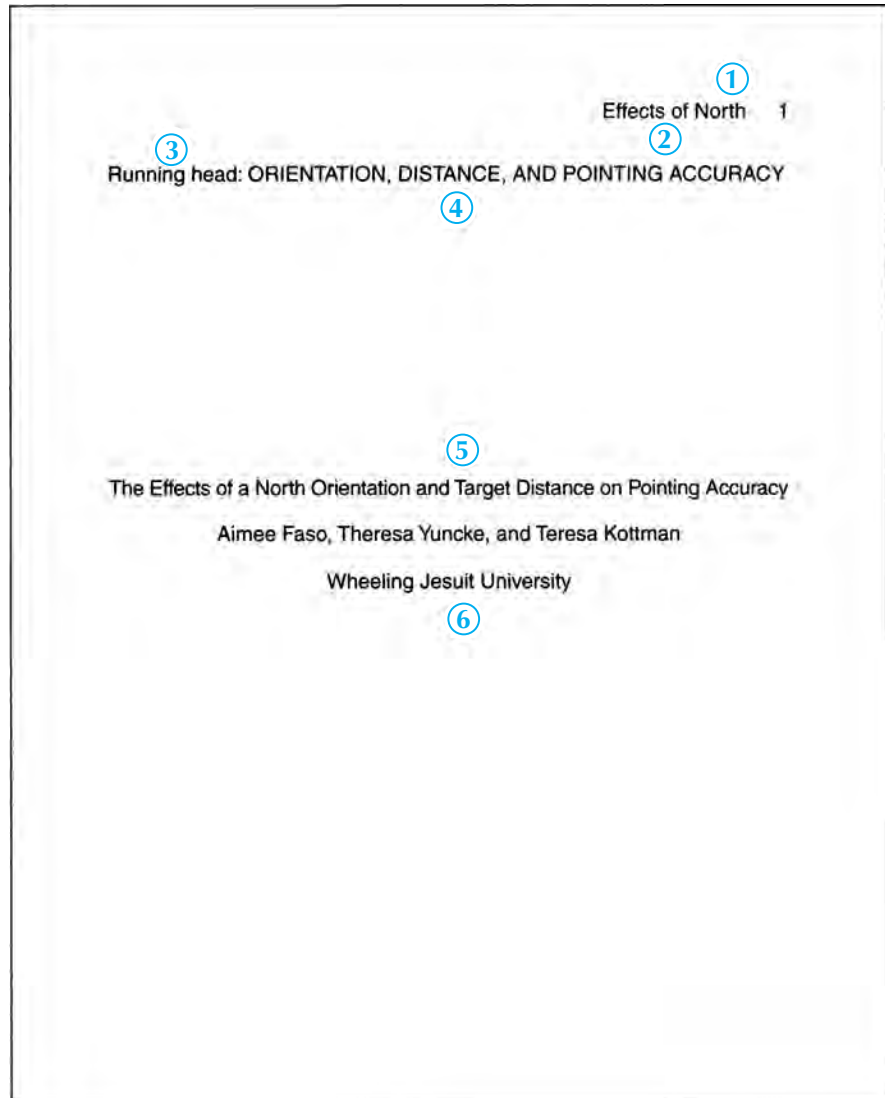 ①
Effects of North 1
②
③
Running head: ORIENTATION, DISTANCE, AND POINTING ACCURACY
④
⑤
The Effects of a North Orientation and Target Distance on Pointing Accuracy
Aimee Faso, Theresa Yuncke, and Teresa Kottman
Wheeling Jesuit University
⑥